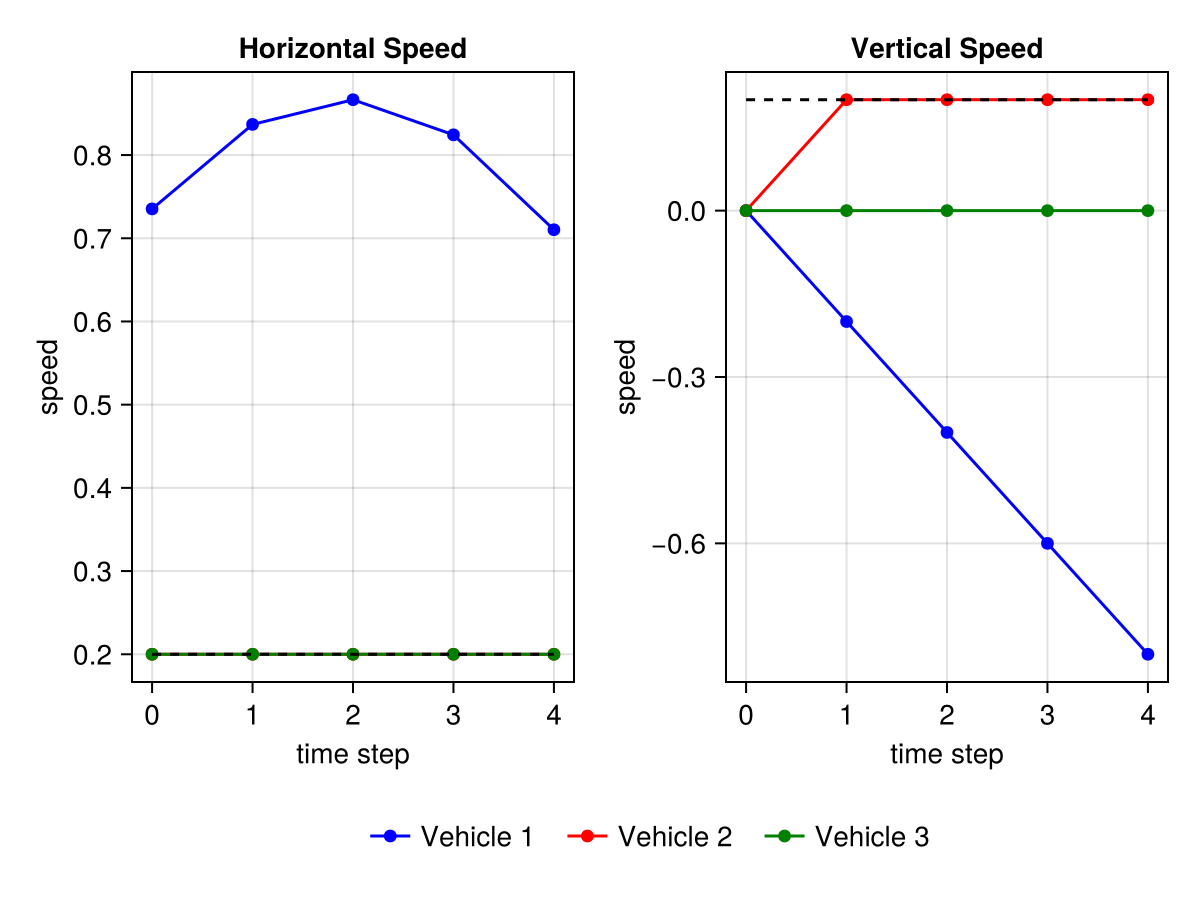 Horizontal Speed
0.8
0.7
0.6
0.5
0.4
0.3
0.2
speed
0 1 2 3 4
time step
Vertical Speed
0.0
−0.3
−0.6
speed
0 1 2 3 4
time step
Vehicle 1 Vehicle 2 Vehicle 3